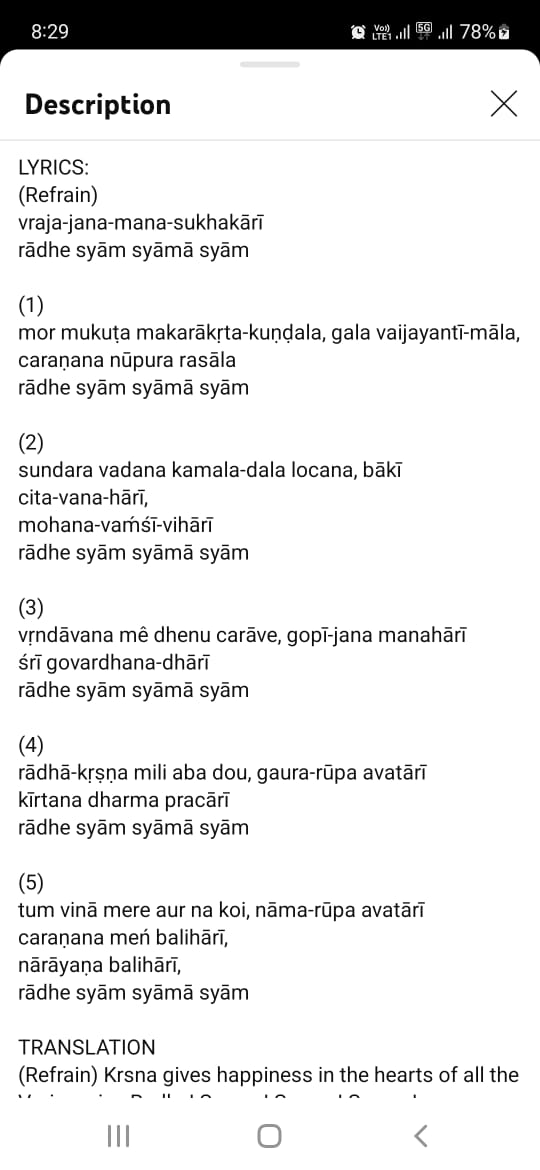 8:29
Vo)) LTE1 5G 78%
Description
LYRICS:
(Refrain)
vraja-jana-mana-sukhakārī
rādhe syām syāmā syām
(1)
mor mukuṭa makarākṛta-kuṇḍala, gala vaijayantī-māla,
caraṇana nūpura rasāla
rādhe syām syāmā syām
(2)
sundara vadana kamala-dala locana, bākī
cita-vana-hārī,
mohana-vaḿśī-vihārī
rādhe syām syāmā syām
(3)
vṛndāvana mê dhenu carāve, gopī-jana manahārī
śrī govardhana-dhārī
rādhe syām syāmā syām
(4)
rādhā-kṛṣṇa mili aba dou, gaura-rūpa avatārī
kīrtana dharma pracārī
rādhe syām syāmā syām
(5)
tum vinā mere aur na koi, nāma-rūpa avatārī
caraṇana meń balihārī,
nārāyaṇa balihārī,
rādhe syām syāmā syām
TRANSLATION
(Refrain) Krsna gives happiness in the hearts of all the